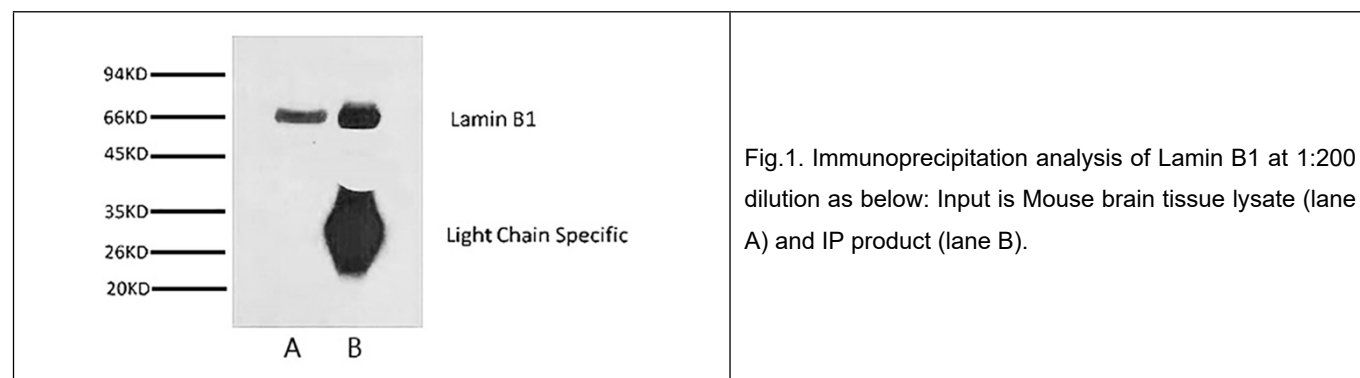 94KD
66KD
45KD
35KD
26KD
20KD
Lamin B1
Light Chain Specific
A B
Fig.1. Immunoprecipitation analysis of Lamin B1 at 1:200
dilution as below: Input is Mouse brain tissue lysate (lane
A) and IP product (lane B).